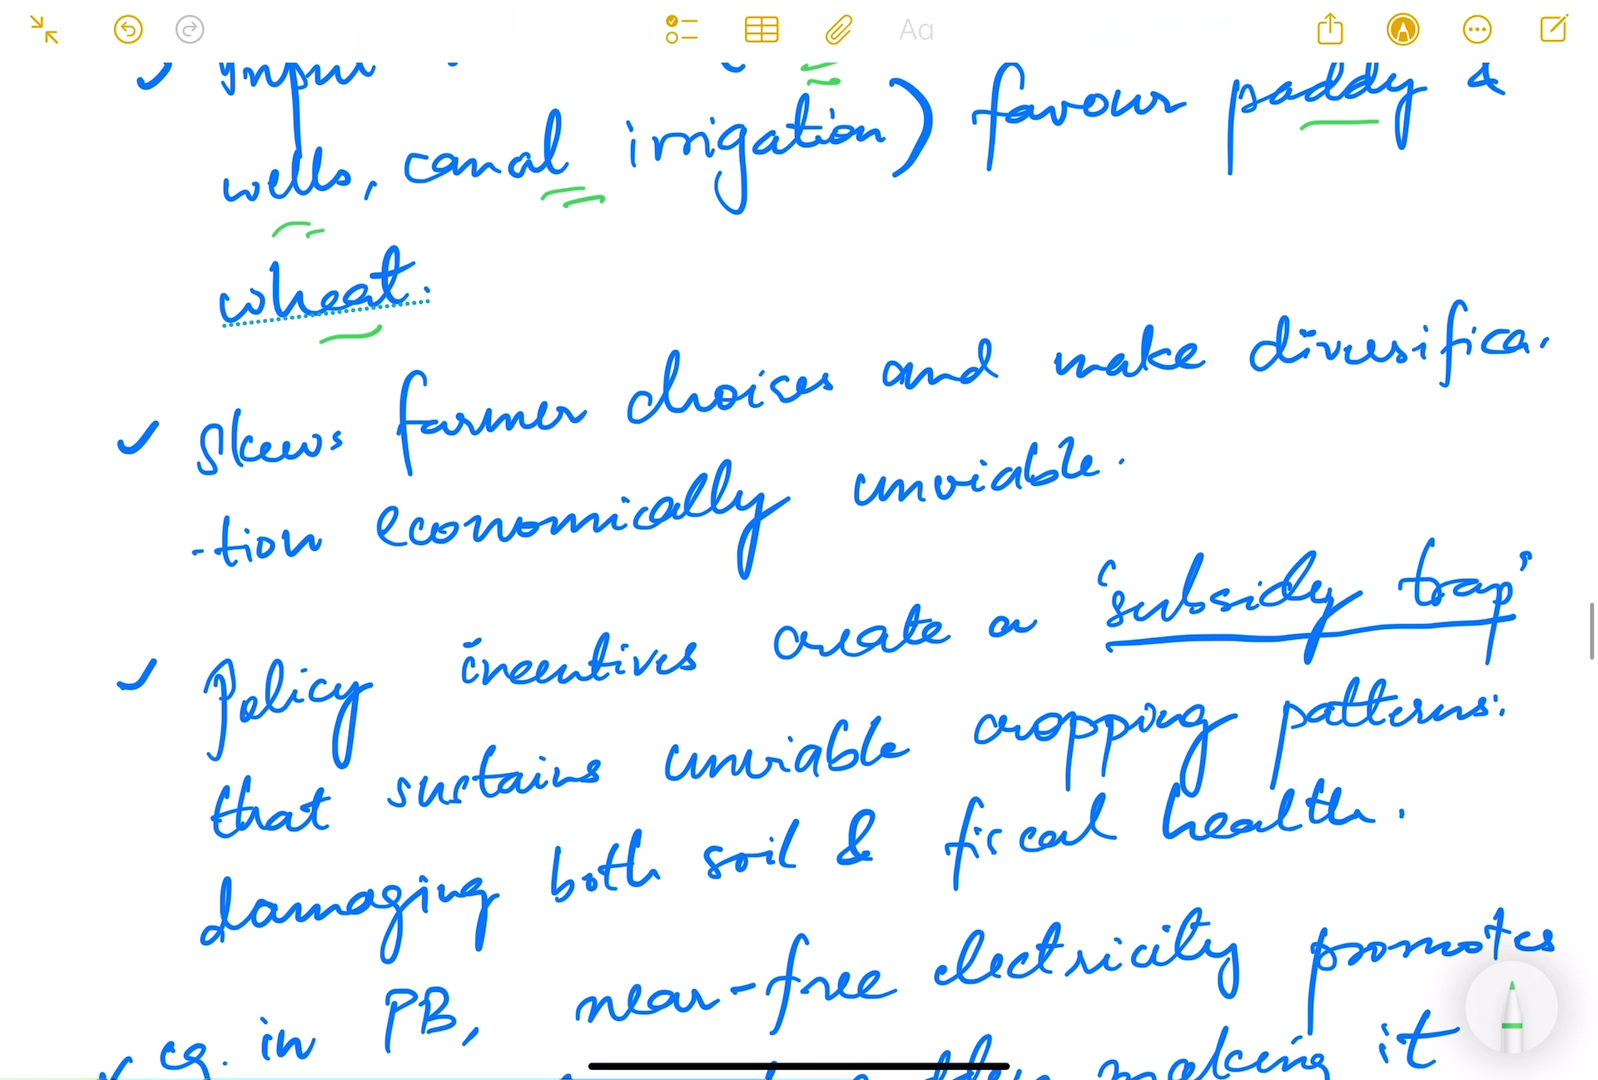 Aa
✓ Input
wells, canal irrigation) favour paddy &
wheat.
✓ Skews farmer choices and make diversifica.
-tion economically unviable.
✓ Policy incentives create a 'subsidy trap'
that sustains unviable cropping patterns.
damaging both soil & fiscal health.
✓ eg. in PB, near-free electricity promotes
making it